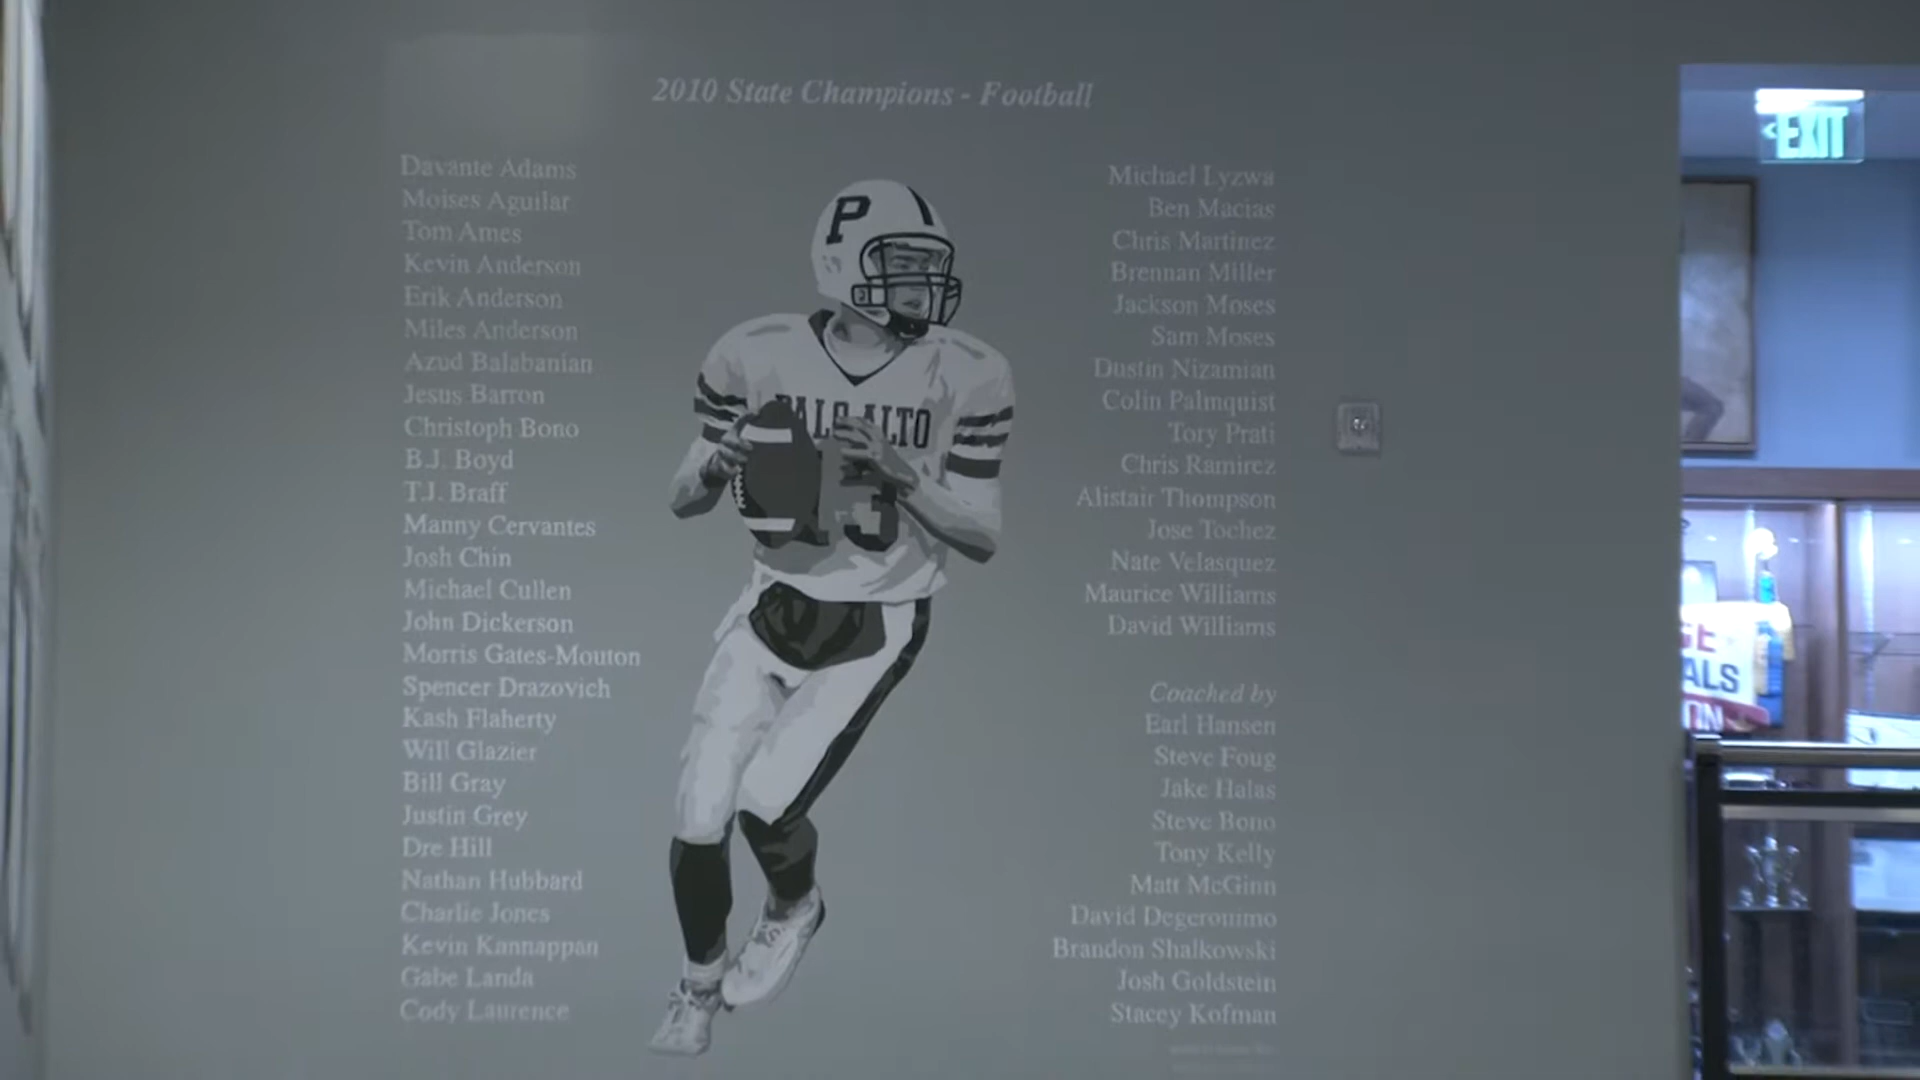 2010 State Champions - Football
Davante Adams
Moises Aguilar
Tom Ames
Kevin Anderson
Erik Anderson
Miles Anderson
Azud Balabanian
Jesus Barron
Christoph Bono
B.J. Boyd
T.J. Braff
Manny Cervantes
Josh Chin
Michael Cullen
John Dickerson
Morris Gates-Mouton
Spencer Drazovich
Kash Flaherty
Will Glazier
Bill Gray
Justin Grey
Dre Hill
Nathan Hubbard
Charlie Jones
Kevin Kannappan
Gabe Landa
Cody Laurence
P
PALO ALTO
13
Michael Lyzwa
Ben Macias
Chris Martinez
Brennan Miller
Jackson Moses
Sam Moses
Dustin Nizamian
Colin Palmquist
Tory Prati
Chris Ramirez
Alistair Thompson
Jose Tochez
Nate Velasquez
Maurice Williams
David Williams
Coached by
Earl Hansen
Steve Foug
Jake Halas
Steve Bono
Tony Kelly
Matt McGinn
David Degeronimo
Brandon Shalkowski
Josh Goldstein
Stacey Kofman
EXIT
GE
ALS
ON